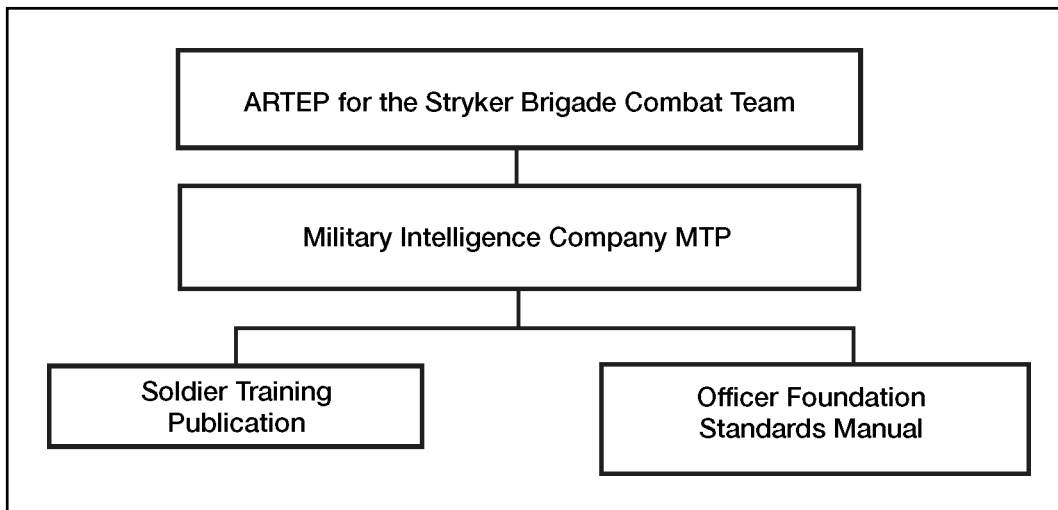 ARTEP for the Stryker Brigade Combat Team
Military Intelligence Company MTP
Soldier Training
Publication
Officer Foundation
Standards Manual